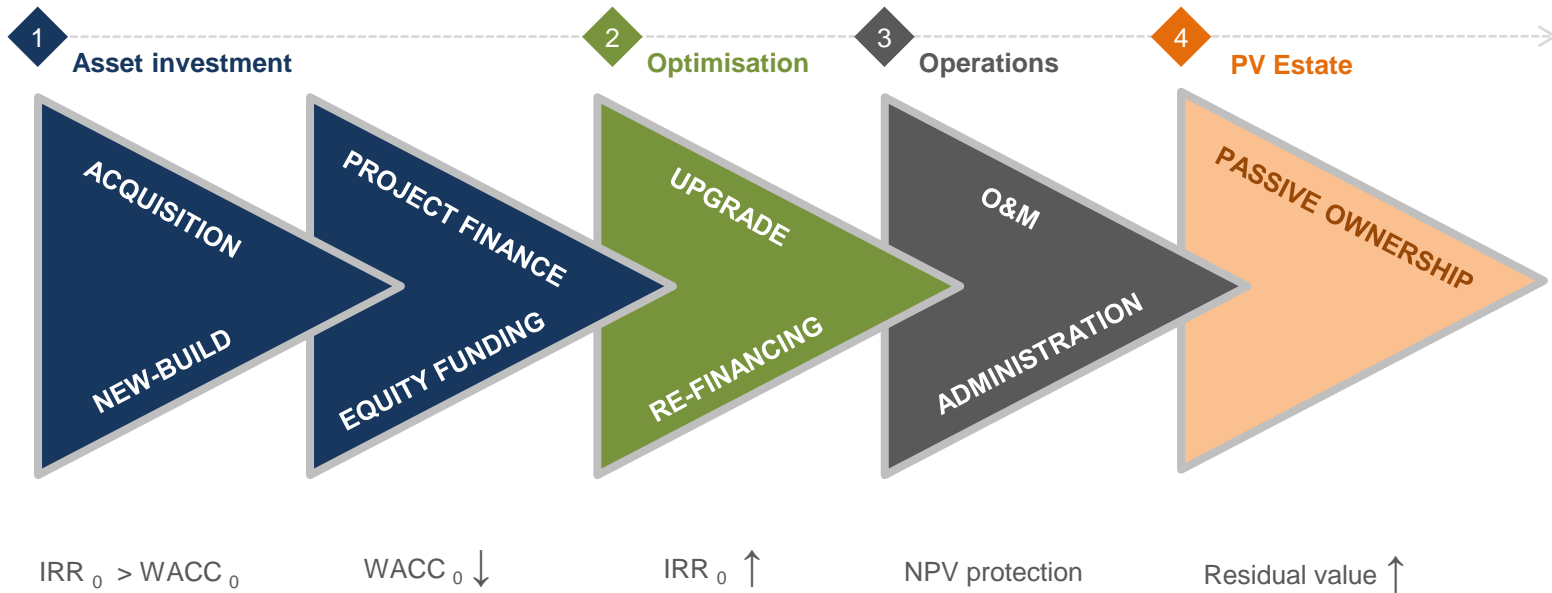 1
Asset investment
2
Optimisation
3
Operations
4
PV Estate
ACQUISITION
NEW-BUILD
PROJECT FINANCE
EQUITY FUNDING
UPGRADE
RE-FINANCING
O&M
ADMINISTRATION
PASSIVE OWNERSHIP
IRR ₀ > WACC ₀
WACC ₀ ↓
IRR ₀ ↑
NPV protection
Residual value ↑